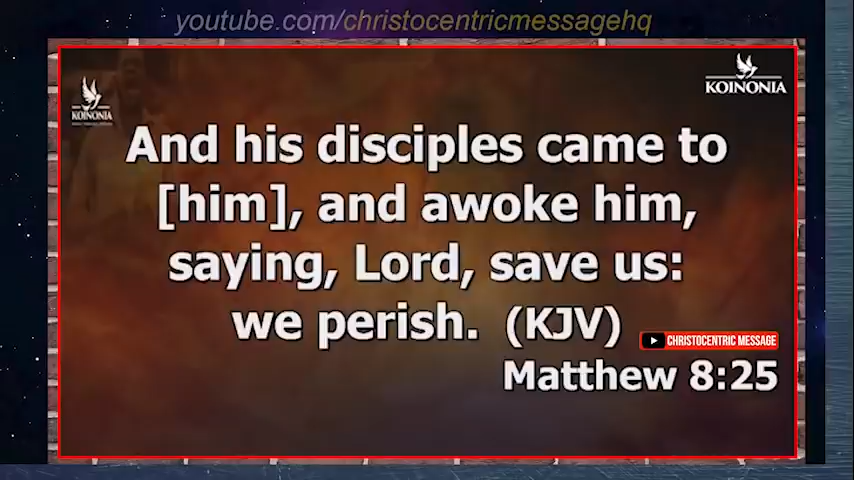 youtube.com/christocentricmessagehq
KOINONIA
KOINONIA
And his disciples came to
[him], and awoke him,
saying, Lord, save us:
we perish. (KJV)
CHRISTOCENTRIC MESSAGE
Matthew 8:25